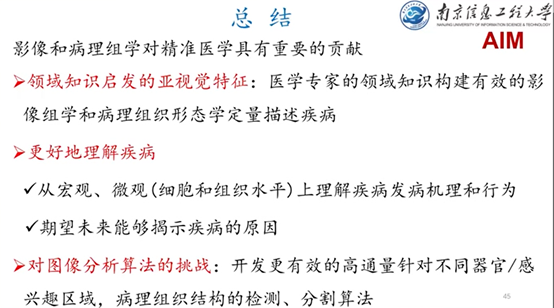 总 结
南京信息工程大学
NANJING UNIVERSITY OF INFORMATION SCIENCE & TECHNOLOGY
AIM
影像和病理组学对精准医学具有重要的贡献
➢领域知识启发的亚视觉特征：医学专家的领域知识构建有效的影
像组学和病理组织形态学定量描述疾病
➢更好地理解疾病
✓从宏观、微观(细胞和组织水平)上理解疾病发病机理和行为
✓期望未来能够揭示疾病的原因
➢对图像分析算法的挑战：开发更有效的高通量针对不同器官/感
兴趣区域，病理组织结构的检测、分割算法
45